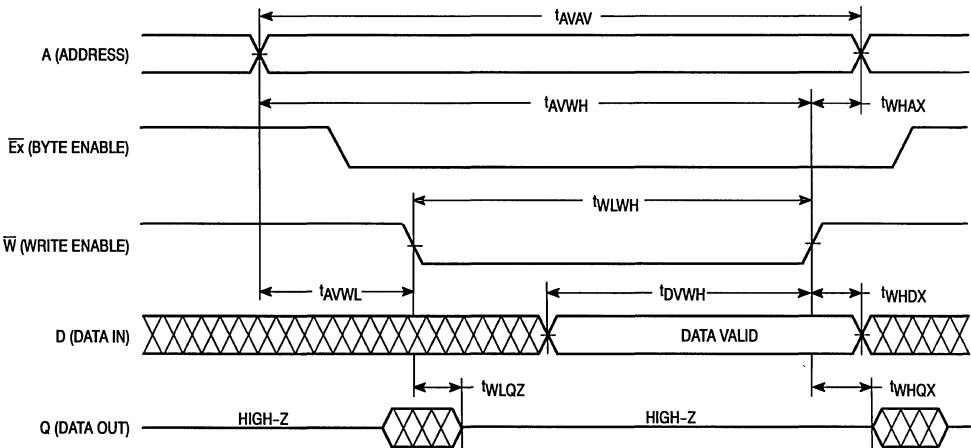 tAVAV
A (ADDRESS)
tAVWH
tWHAX
Ex (BYTE ENABLE)
tWLWH
W (WRITE ENABLE)
tAVWL
tDVWH
tWHDX
D (DATA IN)
DATA VALID
tWLQZ
tWHQX
Q (DATA OUT)
HIGH–Z
HIGH–Z